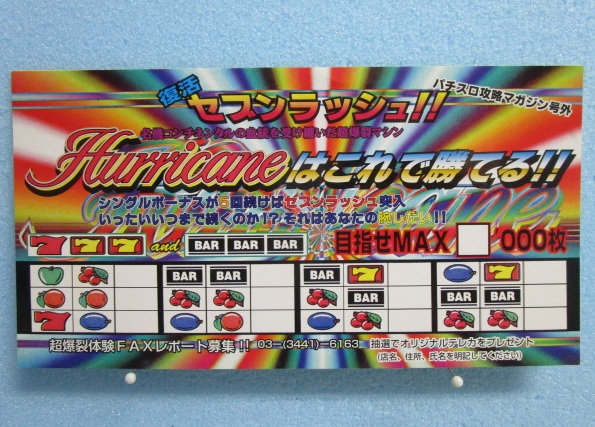 復活
セブンラッシュ!!
パチスロ攻略マガジン号外
名機コンチネンタルの血統を受け継いだ超爆裂マシン
Hurricaneはこれで勝てる!!
シングルボーナスが5回続けばセブンラッシュ突入
いったいいつまで続くのか!?それはあなたの腕しだい!!
7 7 7 and BAR BAR BAR 目指せMAX 000枚
BAR BAR BAR 7 7
BAR BAR BAR
7 BAR
超爆裂体験FAXレポート募集!! 03-(3441)-6163 抽選でオリジナルテレカをプレゼント
(店名、住所、氏名を明記してください)